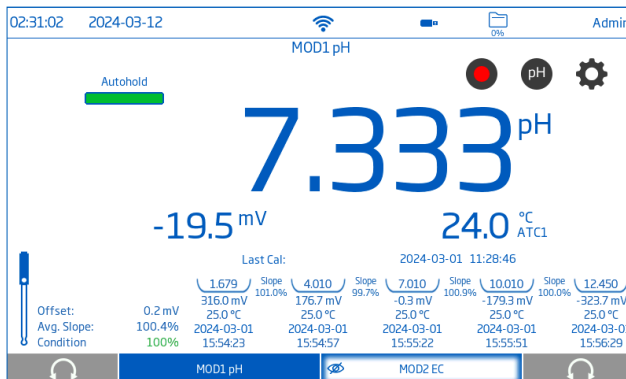 02:31:02 2024-03-12 0% Admin
MOD1 pH
Autohold
pH
7.333 pH
-19.5 mV 24.0 °C ATC1
Last Cal: 2024-03-01 11:28:46
1.679 Slope 101.0% 4.010 Slope 99.7% 7.010 Slope 100.9% 10.010 Slope 100.0% 12.450
316.0 mV 176.7 mV -0.3 mV -179.3 mV -323.7 mV
Offset: 0.2 mV 25.0 °C 25.0 °C 25.0 °C 25.0 °C 25.0 °C
Avg. Slope: 100.4% 2024-03-01 2024-03-01 2024-03-01 2024-03-01 2024-03-0
Condition 100% 15:54:23 15:54:57 15:55:22 15:55:51 15:56:29
MOD1 pH MOD2 EC